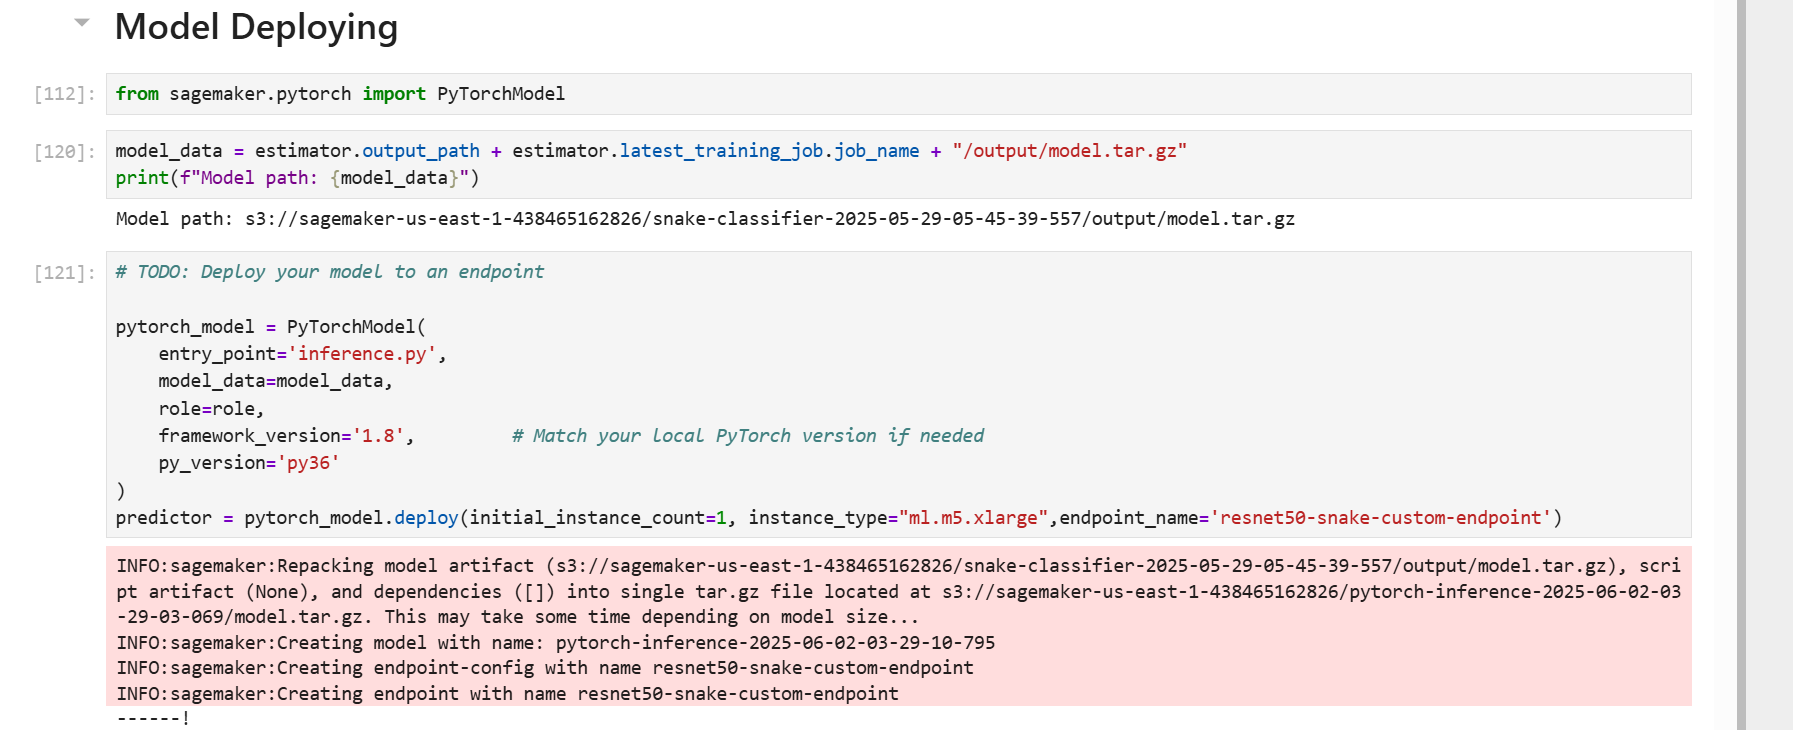 Model Deploying
[112]: from sagemaker.pytorch import PyTorchModel
[120]: model_data = estimator.output_path + estimator.latest_training_job.job_name + "/output/model.tar.gz"
print(f"Model path: {model_data}")
Model path: s3://sagemaker-us-east-1-438465162826/snake-classifier-2025-05-29-05-45-39-557/output/model.tar.gz
[121]: # TODO: Deploy your model to an endpoint
pytorch_model = PyTorchModel(
    entry_point='inference.py',
    model_data=model_data,
    role=role,
    framework_version='1.8',         # Match your local PyTorch version if needed
    py_version='py36'
)
predictor = pytorch_model.deploy(initial_instance_count=1, instance_type="ml.m5.xlarge",endpoint_name='resnet50-snake-custom-endpoint')
INFO:sagemaker:Repacking model artifact (s3://sagemaker-us-east-1-438465162826/snake-classifier-2025-05-29-05-45-39-557/output/model.tar.gz), scri
pt artifact (None), and dependencies ([]) into single tar.gz file located at s3://sagemaker-us-east-1-438465162826/pytorch-inference-2025-06-02-03
-29-03-069/model.tar.gz. This may take some time depending on model size...
INFO:sagemaker:Creating model with name: pytorch-inference-2025-06-02-03-29-10-795
INFO:sagemaker:Creating endpoint-config with name resnet50-snake-custom-endpoint
INFO:sagemaker:Creating endpoint with name resnet50-snake-custom-endpoint
------!